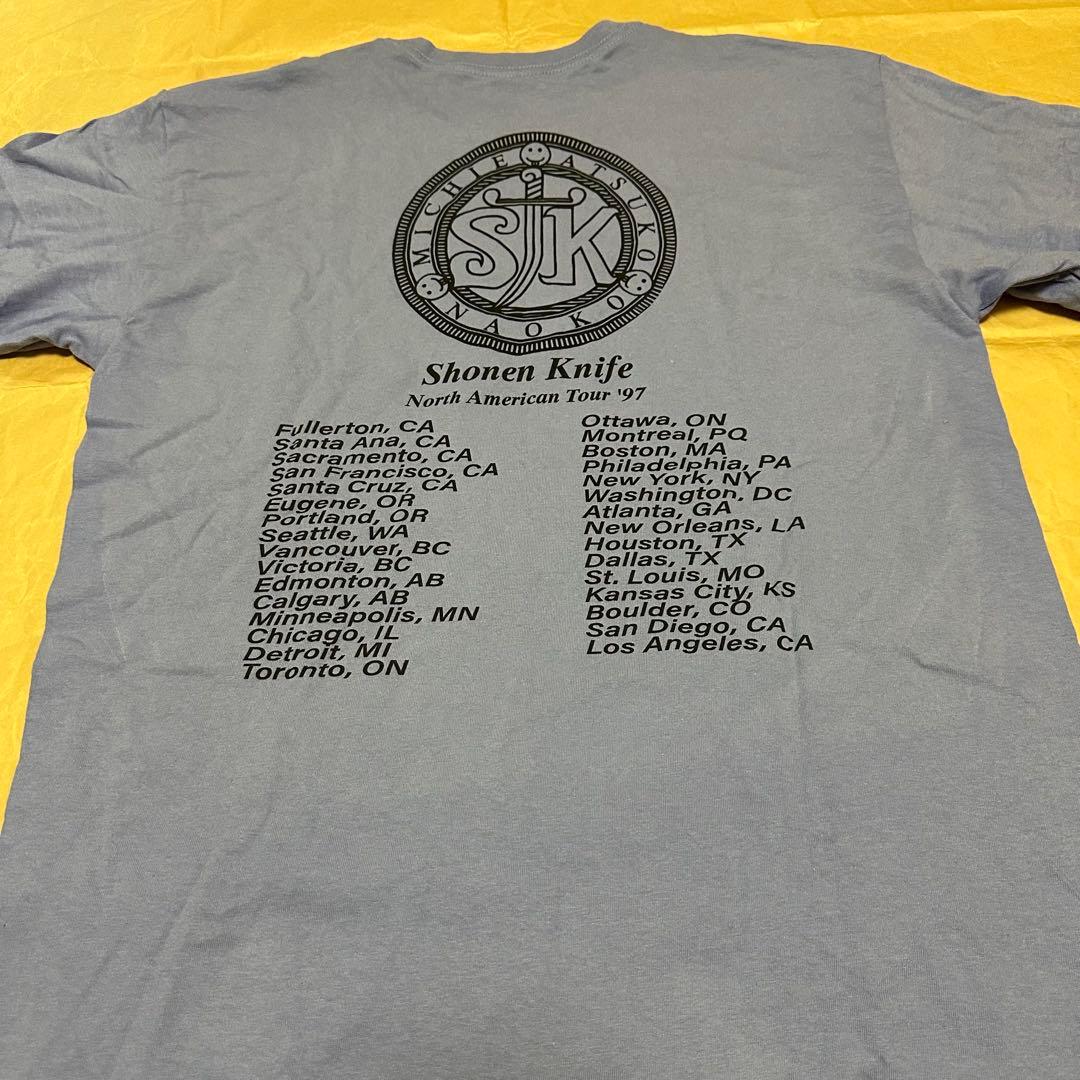 MICHIE ATSUKO NAOKO
SK
Shonen Knife
North American Tour '97
Fullerton, CA
Santa Ana, CA
Sacramento, CA
San Francisco, CA
Santa Cruz, CA
Eugene, OR
Portland, OR
Seattle, WA
Vancouver, BC
Victoria, BC
Edmonton, AB
Calgary, AB
Minneapolis, MN
Chicago, IL
Detroit, MI
Toronto, ON
Ottawa, ON
Montreal, PQ
Boston, MA
Philadelphia, PA
New York, NY
Washington, DC
Atlanta, GA
New Orleans, LA
Houston, TX
Dallas, TX
St. Louis, MO
Kansas City, KS
Boulder, CO
San Diego, CA
Los Angeles, CA